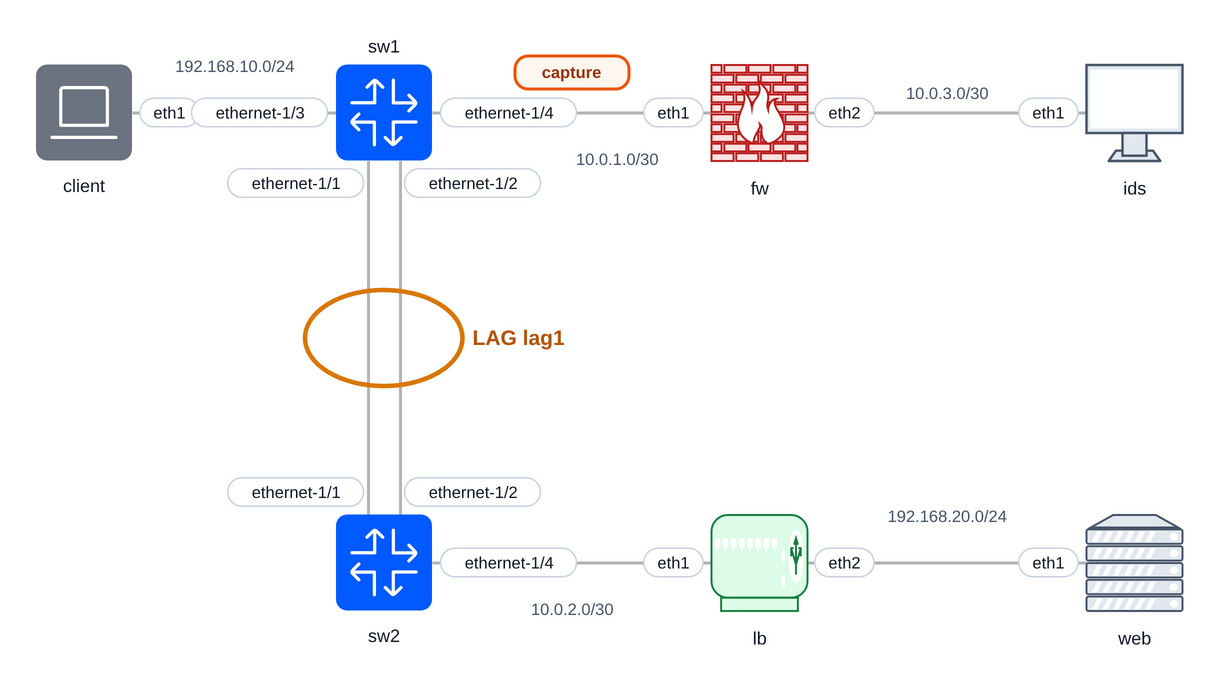 sw1
192.168.10.0/24
capture
10.0.3.0/30
eth1
ethernet-1/3
ethernet-1/4
eth1
eth2
eth1
10.0.1.0/30
client
fw
ids
ethernet-1/1
ethernet-1/2
LAG lag1
ethernet-1/1
ethernet-1/2
192.168.20.0/24
ethernet-1/4
eth1
eth2
eth1
10.0.2.0/30
sw2
lb
web